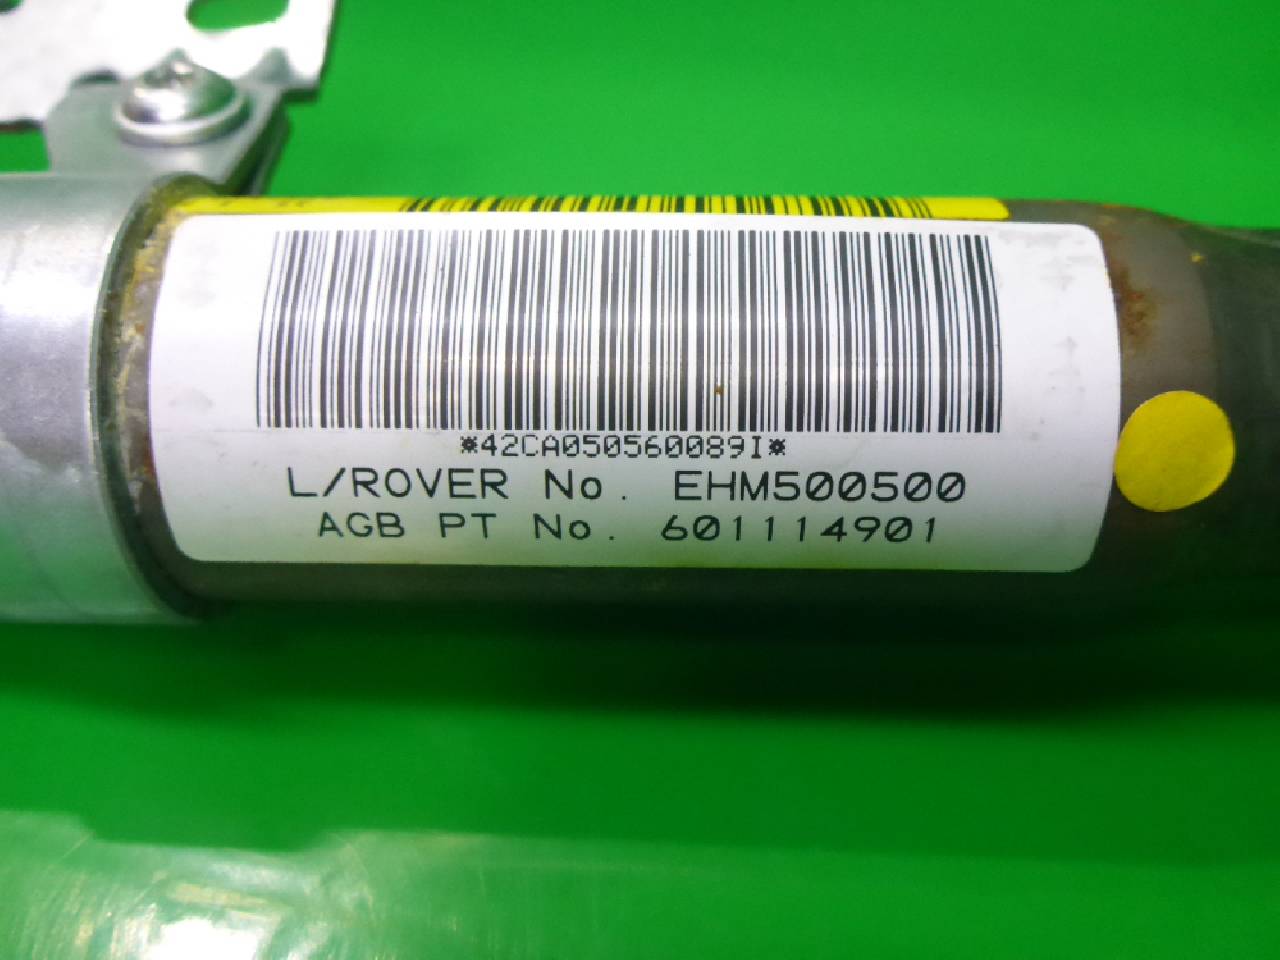 *42CA050560089I*
L/ROVER No. EHM500500
AGB PT No. 601114901